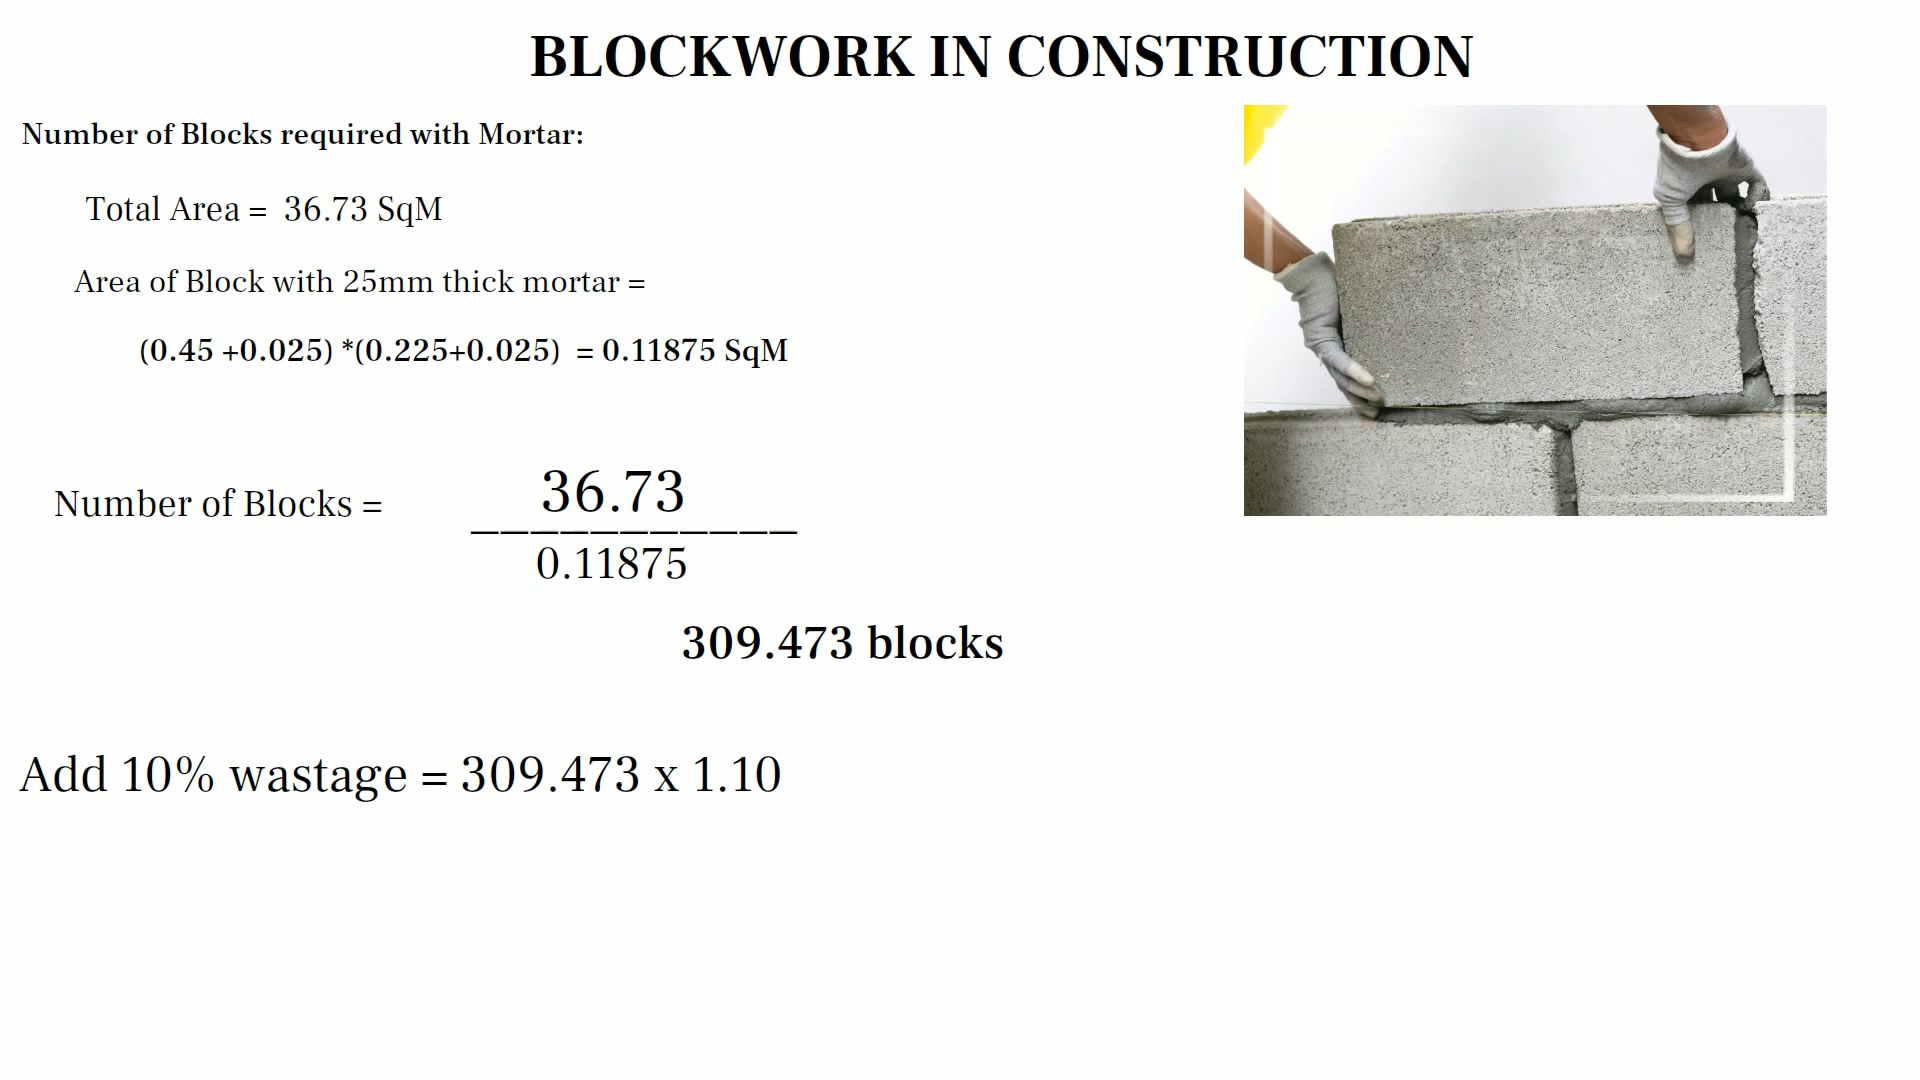 BLOCKWORK IN CONSTRUCTION
Number of Blocks required with Mortar:
Total Area = 36.73 SqM
Area of Block with 25mm thick mortar =
(0.45 +0.025) *(0.225+0.025) = 0.11875 SqM
Number of Blocks =
36.73
___________
0.11875
309.473 blocks
Add 10% wastage = 309.473 x 1.10